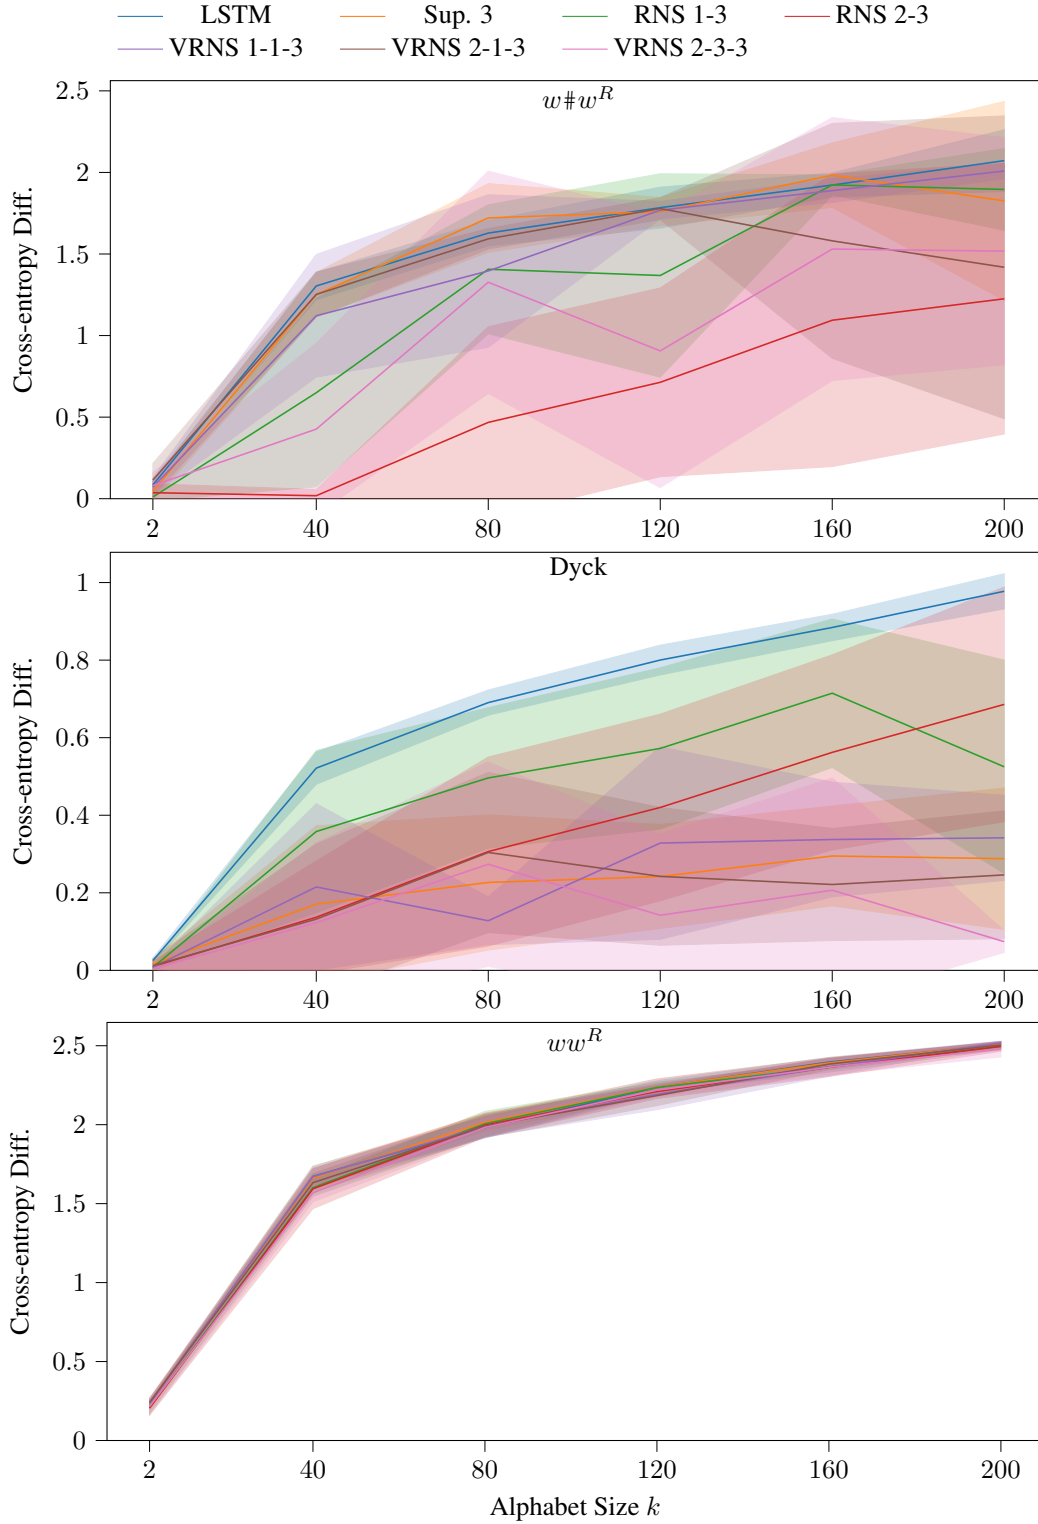 LSTM Sup. 3 RNS 1-3 RNS 2-3
VRNS 1-1-3 VRNS 2-1-3 VRNS 2-3-3
w#w^R
Cross-entropy Diff.
2.5
2
1.5
1
0.5
0
2 40 80 120 160 200
Dyck
Cross-entropy Diff.
1
0.8
0.6
0.4
0.2
0
2 40 80 120 160 200
ww^R
Cross-entropy Diff.
2.5
2
1.5
1
0.5
0
2 40 80 120 160 200
Alphabet Size k